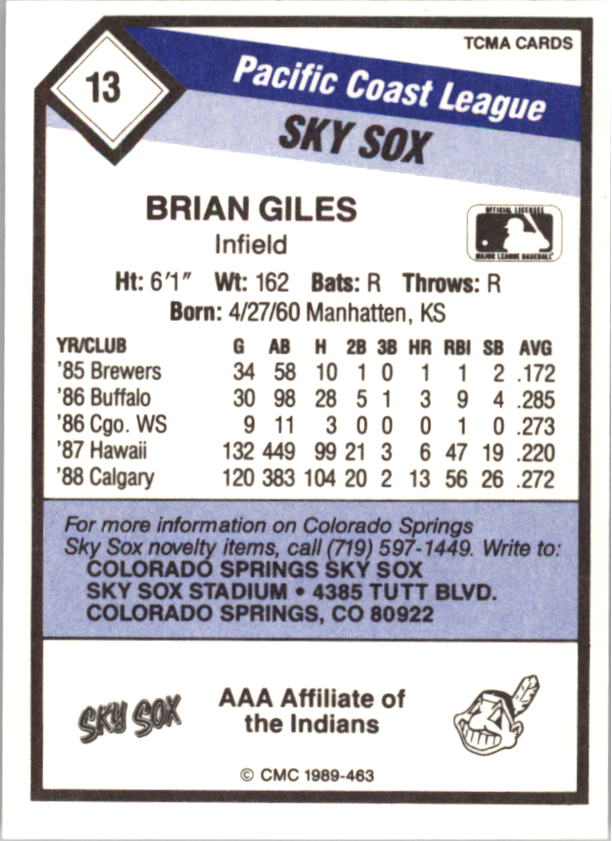 TCMA CARDS
13
Pacific Coast League
SKY SOX
BRIAN GILES
OFFICIAL LICENSEE
MAJOR LEAGUE BASEBALL
Infield
Ht: 6'1" Wt: 162 Bats: R Throws: R
Born: 4/27/60 Manhatten, KS
YR/CLUB G AB H 2B 3B HR RBI SB AVG
'85 Brewers 34 58 10 1 0 1 1 2 .172
'86 Buffalo 30 98 28 5 1 3 9 4 .285
'86 Cgo. WS 9 11 3 0 0 0 1 0 .273
'87 Hawaii 132 449 99 21 3 6 47 19 .220
'88 Calgary 120 383 104 20 2 13 56 26 .272
For more information on Colorado Springs
Sky Sox novelty items, call (719) 597-1449. Write to:
COLORADO SPRINGS SKY SOX
SKY SOX STADIUM • 4385 TUTT BLVD.
COLORADO SPRINGS, CO 80922
SKY SOX
AAA Affiliate of
the Indians
© CMC 1989-463